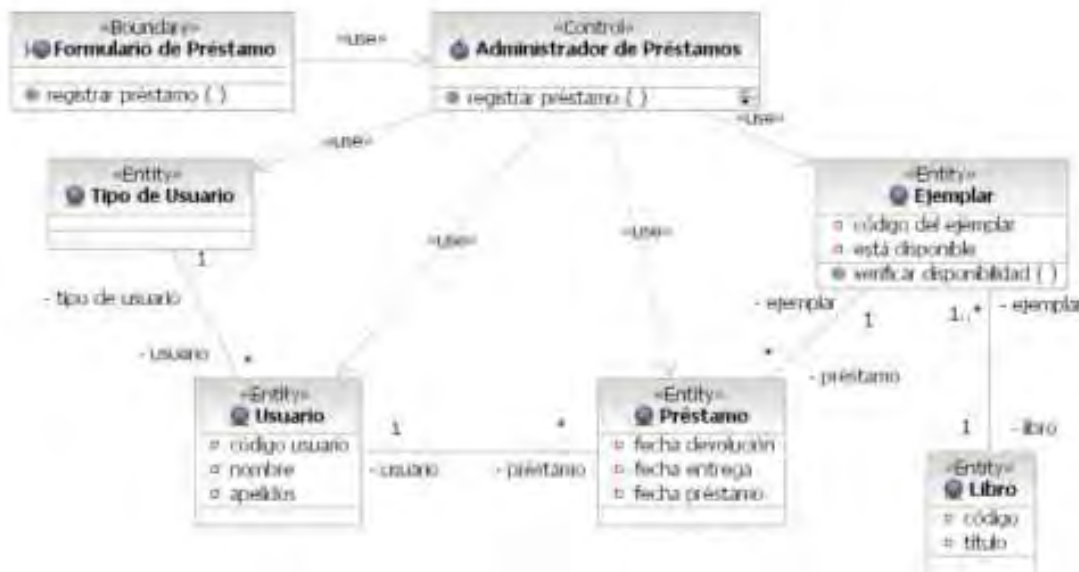 «Boundary»
Formulario de Préstamo
registrar préstamo ( )
«use»
«Control»
Administrador de Préstamos
registrar préstamo ( )
«use»
«use»
«use»
«use»
«Entity»
Tipo de Usuario
1
- tipo de usuario
- usuario
*
«Entity»
Ejemplar
código del ejemplar
está disponible
verificar disponibilidad ( )
- ejemplar
1
1..*
- ejemplar
*
- préstamo
1
- libro
«Entity»
Usuario
código usuario
nombre
apellidos
1
- usuario
*
- préstamo
«Entity»
Préstamo
fecha devolución
fecha entrega
fecha préstamo
«Entity»
Libro
código
título